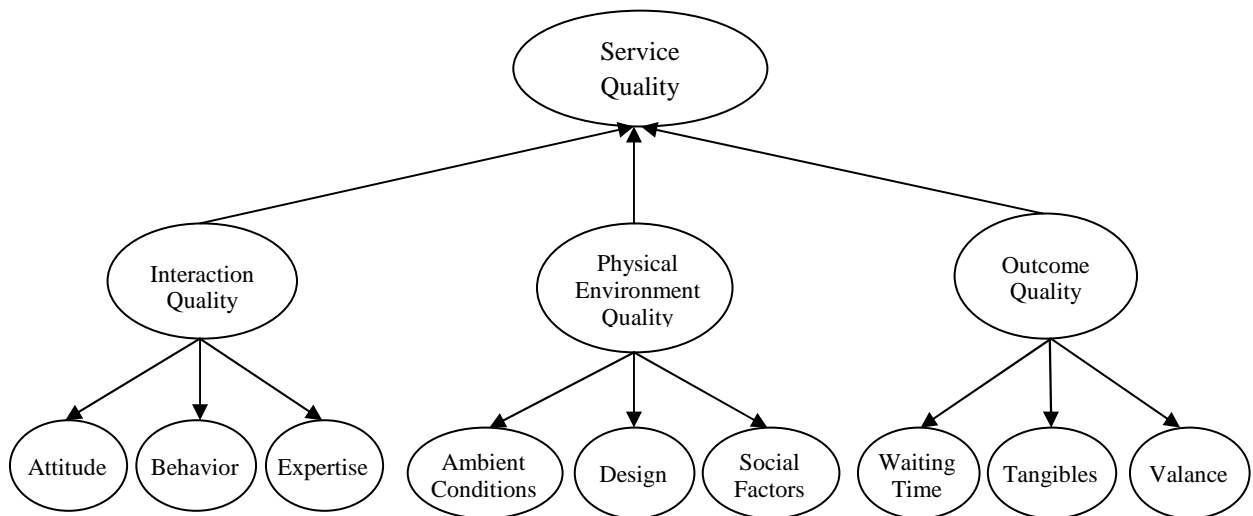 Service
Quality
Interaction
Quality
Physical
Environment
Quality
Outcome
Quality
Attitude
Behavior
Expertise
Ambient
Conditions
Design
Social
Factors
Waiting
Time
Tangibles
Valance